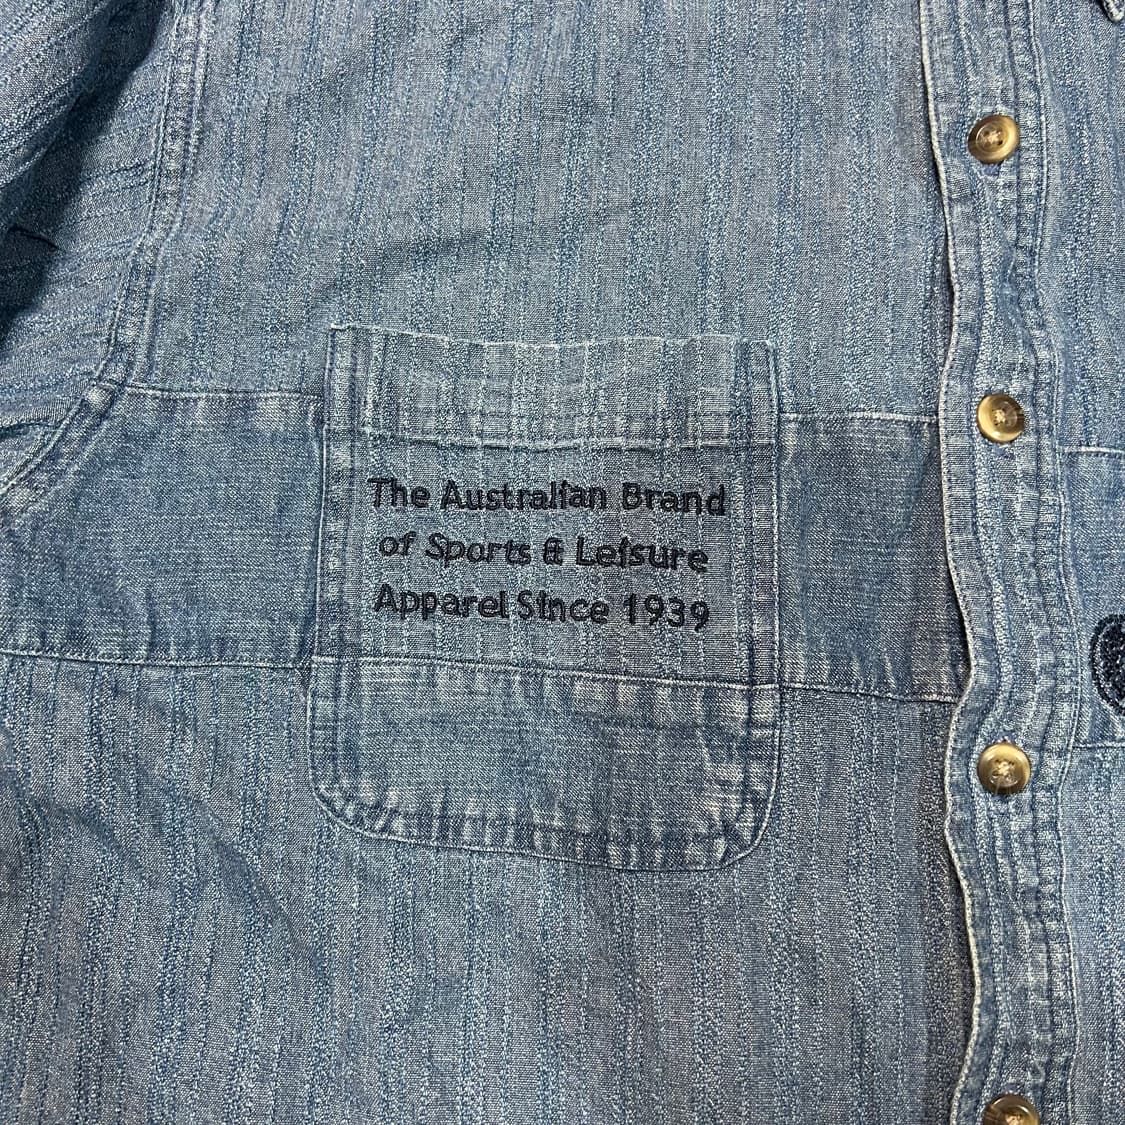 The Australian Brand
of Sports & Leisure
Apparel Since 1939